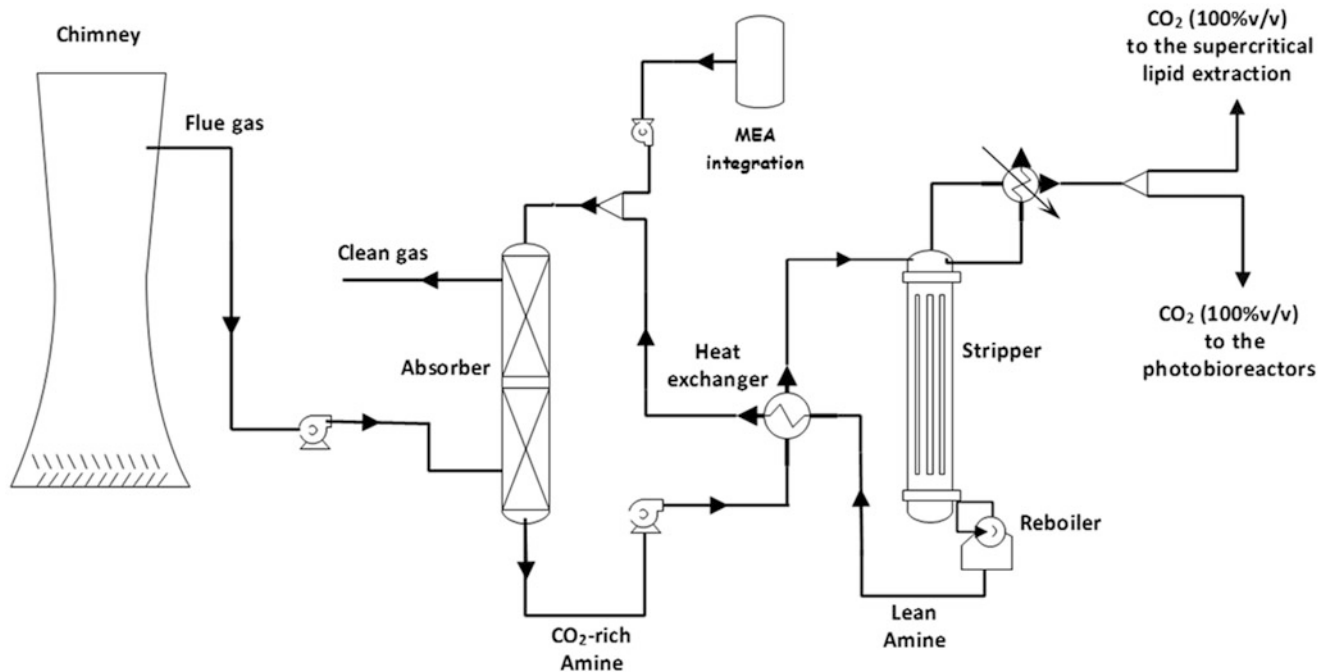 Chimney
Flue gas
MEA
integration
CO₂ (100%v/v)
to the supercritical
lipid extraction
Clean gas
Absorber
Heat
exchanger
Stripper
CO₂ (100%v/v)
to the
photobioreactors
Reboiler
CO₂-rich
Amine
Lean
Amine